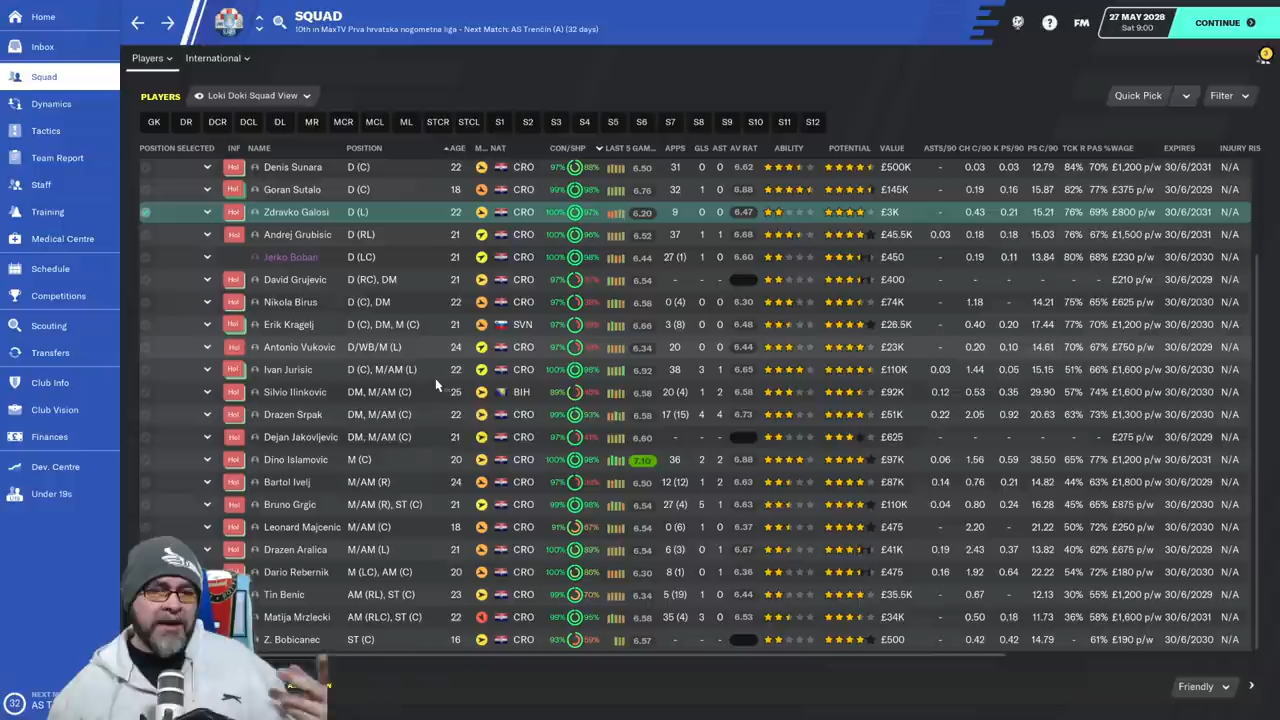 Home
Inbox
Squad
Dynamics
Tactics
Team Report
Staff
Training
Medical Centre
Schedule
Competitions
Scouting
Transfers
Club Info
Club Vision
Finances
Dev. Centre
Under 19s
32
AS T
SQUAD
10th in MaxTV Prva hrvatska nogometna liga - Next Match: AS Trenčín (A) (32 days)
FM
27 MAY 2028
Sat 9:00
CONTINUE
Players International
PLAYERS Loki Doki Squad View
Quick Pick Filter
GK DR DCR DCL DL MR MCR MCL ML STCR STCL S1 S2 S3 S4 S5 S6 S7 S8 S9 S10 S11 S12
POSITION SELECTED INF NAME POSITION AGE M... NAT CON/SHP LAST 5 GAM... APPS GLS AST AV RAT ABILITY POTENTIAL VALUE ASTS/90 CH C/90 K PS/90 PS C/90 TCK R PAS % WAGE EXPIRES INJURY RIS
Hol Denis Sunara D (C) 22 CRO 97% 88% 6.50 31 1 0 6.62 £500K - 0.03 0.03 12.79 84% 70% £1,200 p/w 30/6/2031 N/A
Hol Goran Sutalo D (C) 18 CRO 99% 98% 6.76 32 1 0 6.88 £145K - 0.19 0.16 15.87 82% 77% £375 p/w 30/6/2029 N/A
Hol Zdravko Galosi D (L) 22 CRO 100% 97% 6.20 9 0 0 6.47 £3K - 0.43 0.21 15.21 76% 69% £800 p/w 30/6/2031 N/A
Hol Andrej Grubisic D (RL) 21 CRO 100% 96% 6.52 37 1 1 6.68 £45.5K 0.03 0.18 0.18 15.03 67% 76% £1,500 p/w 30/6/2031 N/A
Jerko Boban D (LC) 21 CRO 100% 98% 6.44 27 (1) 1 0 6.60 £450 - 0.19 0.11 13.84 80% 68% £230 p/w 30/6/2029 N/A
Hol David Grujevic D (RC), DM 21 CRO 97% 6.54 - - - £400 - - - - - - £210 p/w 30/6/2029 N/A
Hol Nikola Birus D (C), DM 22 CRO 97% 6.58 0 (4) 0 0 6.30 £74K - 1.18 - 14.21 75% 65% £625 p/w 30/6/2030 N/A
Hol Erik Kragelj D (C), DM, M (C) 21 SVN 97% 6.66 3 (8) 0 0 6.48 £26.5K - 0.40 0.20 17.44 77% 70% £1,200 p/w 30/6/2029 N/A
Hol Antonio Vukovic D/WB/M (L) 24 CRO 97% 6.34 20 0 0 6.44 £23K - 0.20 0.10 14.61 70% 67% £750 p/w 30/6/2029 N/A
Hol Ivan Jurisic D (C), M/AM (L) 22 CRO 100% 98% 6.92 38 3 1 6.65 £110K 0.03 1.44 0.05 15.15 51% 66% £1,600 p/w 30/6/2031 N/A
Hol Silvio Ilinkovic DM, M/AM (C) 25 BIH 89% 6.58 20 (4) 1 2 6.58 £92K 0.12 0.53 0.35 29.90 57% 74% £1,600 p/w 30/6/2030 N/A
Hol Drazen Srpak DM, M/AM (C) 22 CRO 99% 93% 6.58 17 (15) 4 4 6.73 £51K 0.22 2.05 0.92 20.63 63% 73% £1,300 p/w 30/6/2029 N/A
Hol Dejan Jakovljevic DM, M/AM (C) 21 CRO 97% 41% 6.60 - - - £625 - - - - - - £275 p/w 30/6/2029 N/A
Hol Dino Islamovic M (C) 20 CRO 100% 98% 7.10 36 2 2 6.88 £97K 0.06 1.56 0.59 38.50 65% 77% £1,200 p/w 30/6/2031 N/A
Hol Bartol Ivelj M/AM (R) 24 CRO 97% 6.50 12 (12) 1 2 6.63 £87K 0.14 0.76 0.21 14.82 44% 63% £1,800 p/w 30/6/2030 N/A
Hol Bruno Grgic M/AM (R), ST (C) 21 CRO 99% 98% 6.54 27 (4) 5 1 6.63 £110K 0.04 0.80 0.24 16.28 45% 64% £1,600 p/w 30/6/2030 N/A
Hol Leonard Majcenic M/AM (C) 18 CRO 91% 67% 6.54 0 (6) 1 0 6.37 £475 - 2.20 - 21.22 50% 72% £250 p/w 30/6/2030 N/A
Hol Drazen Aralica M/AM (L) 21 CRO 100% 89% 6.54 6 (3) 0 1 6.67 £41K 0.19 2.43 0.37 13.82 40% 62% £675 p/w 30/6/2029 N/A
Dario Rebernik M (LC), AM (C) 20 CRO 100% 86% 6.30 8 (1) 0 1 6.36 £475 0.16 1.92 0.64 22.22 54% 72% £180 p/w 30/6/2030 N/A
Tin Benic AM (RL), ST (C) 23 CRO 99% 70% 6.34 5 (19) 1 0 6.44 £35.5K - 0.67 - 12.13 30% 55% £1,200 p/w 30/6/2029 N/A
Matija Mrzlecki AM (RLC), ST (C) 22 CRO 99% 95% 6.58 35 (4) 3 0 6.53 £34K - 0.50 0.18 11.73 36% 58% £1,600 p/w 30/6/2031 N/A
Z. Bobicanec ST (C) 16 CRO 93% 59% 6.57 - - - £500 - 0.42 0.42 14.79 - 61% £190 p/w 30/6/2030 N/A
Friendly